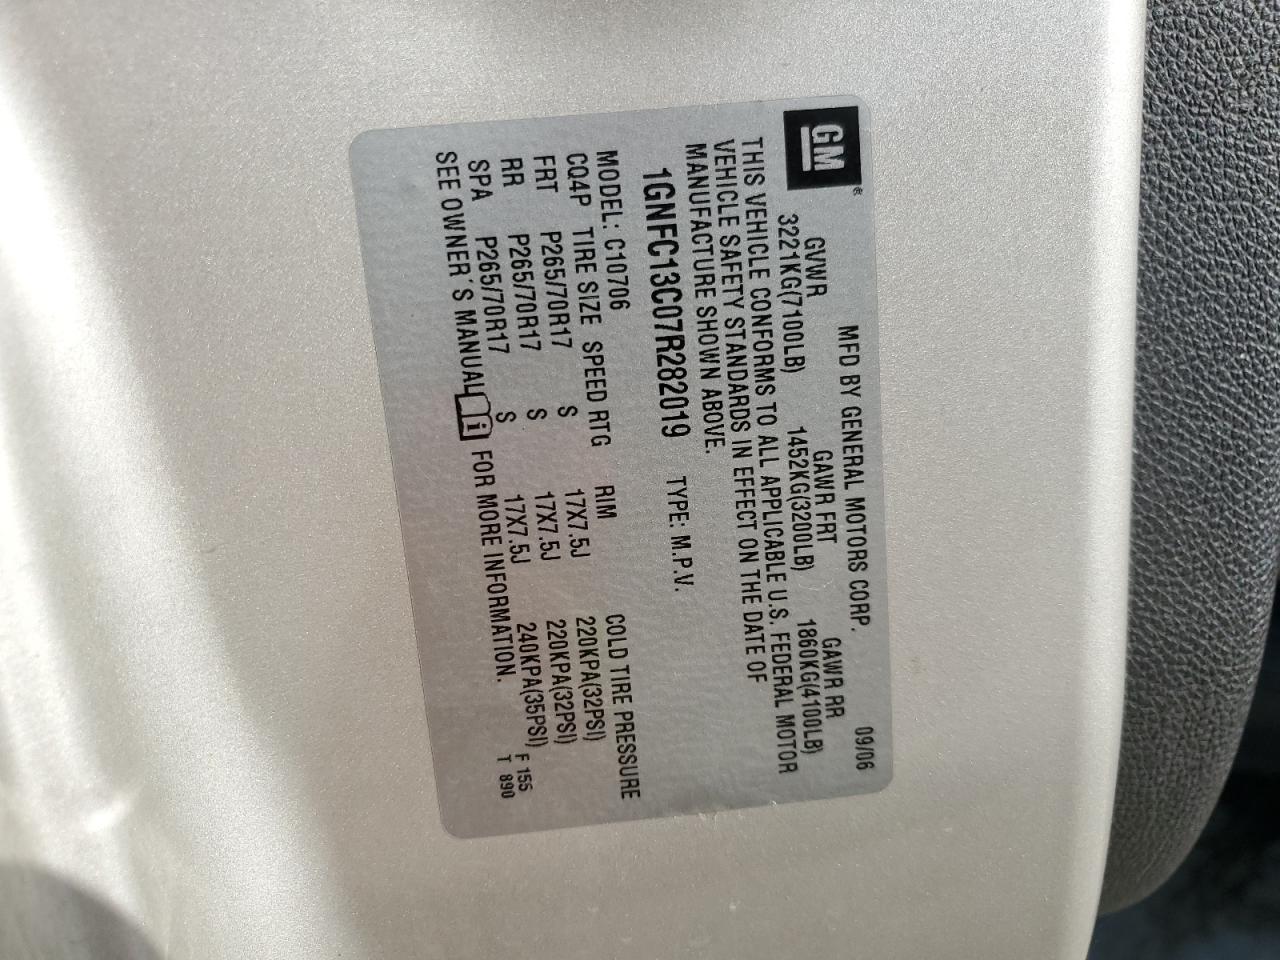 GM®
MFD BY GENERAL MOTORS CORP. 09/06
GVWR GAWR FRT GAWR RR
3221KG(7100LB) 1452KG(3200LB) 1860KG(4100LB)
THIS VEHICLE CONFORMS TO ALL APPLICABLE U.S. FEDERAL MOTOR
VEHICLE SAFETY STANDARDS IN EFFECT ON THE DATE OF
MANUFACTURE SHOWN ABOVE.
1GNFC13C07R282019 TYPE: M.P.V.
MODEL: C10706
CQ4P TIRE SIZE SPEED RTG RIM COLD TIRE PRESSURE
FRT P265/70R17 S 17X7.5J 220KPA(32PSI)
RR P265/70R17 S 17X7.5J 220KPA(32PSI)
SPA P265/70R17 S 17X7.5J 240KPA(35PSI)
SEE OWNER'S MANUAL i FOR MORE INFORMATION.
F 155
T 890